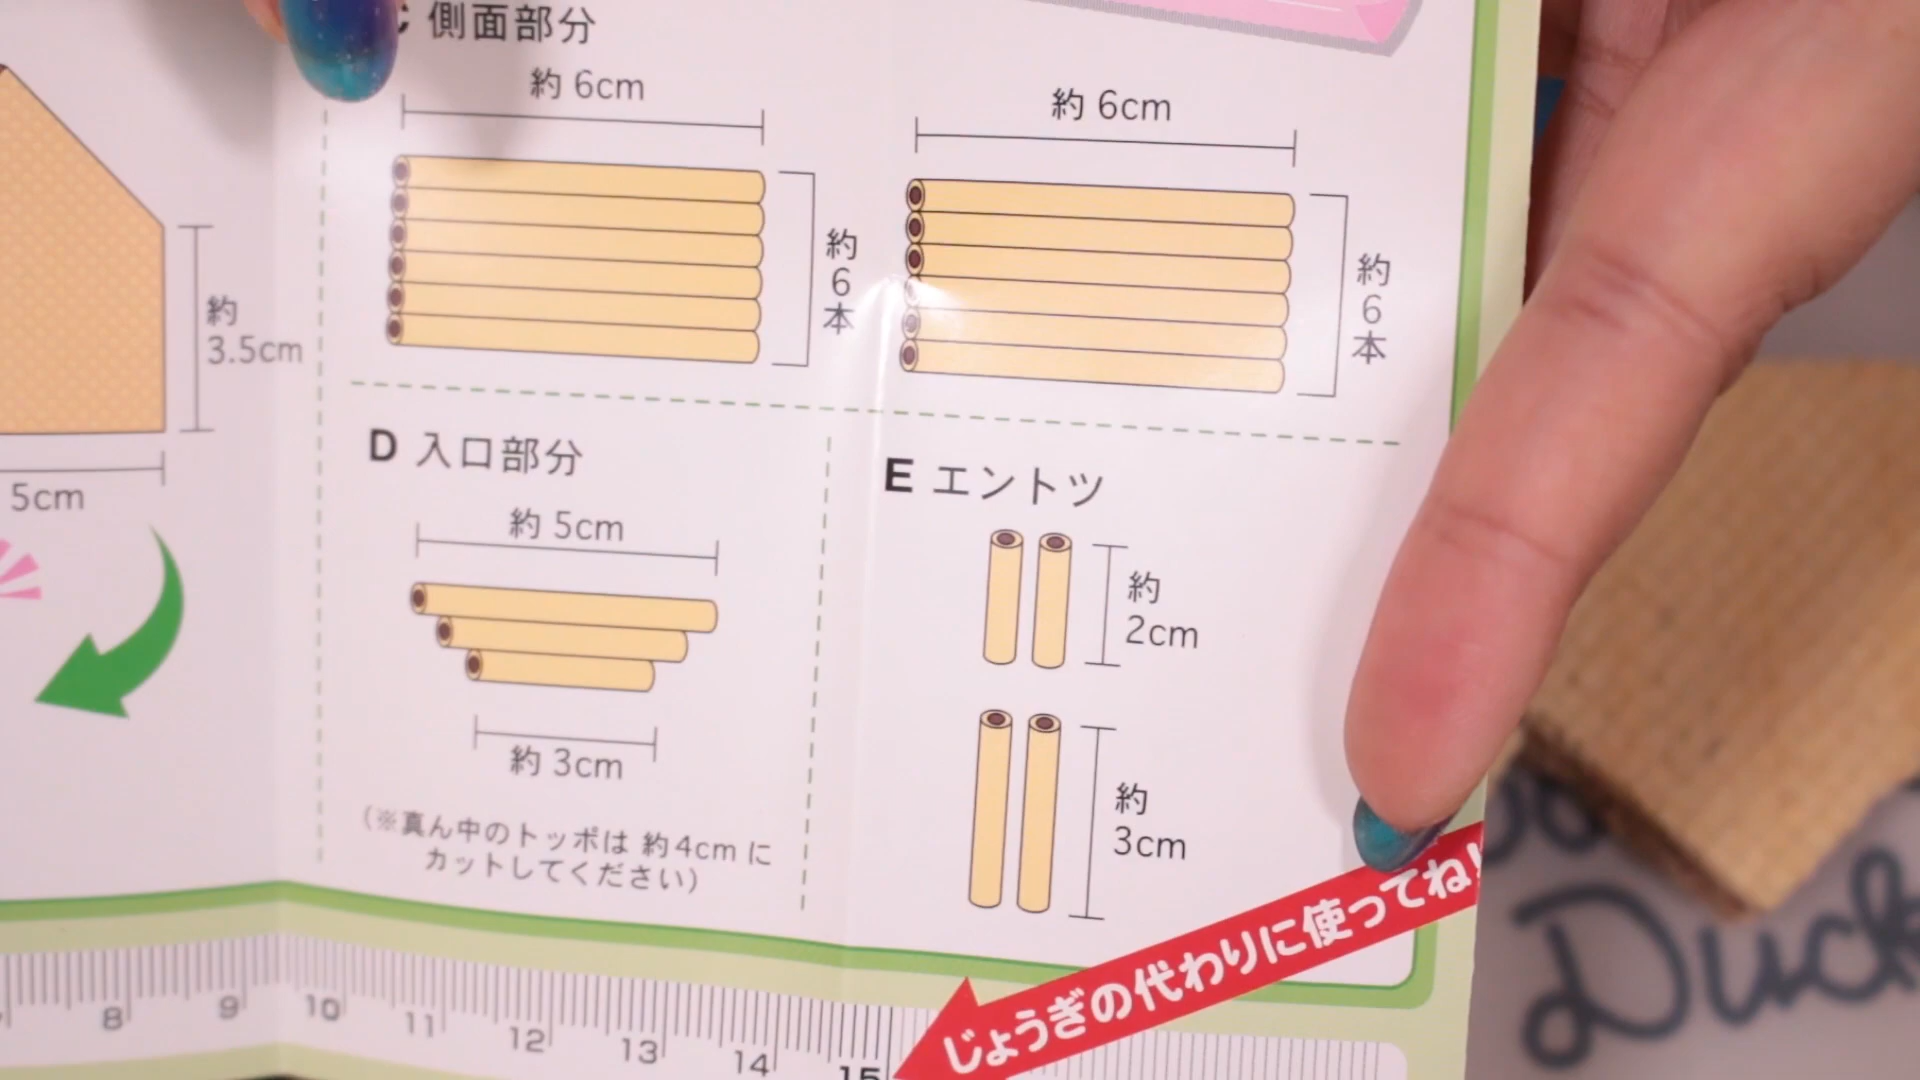 側面部分
約 6cm
約 6cm
約
6
本
約
6
本
約
3.5cm
5cm
D 入口部分
約 5cm
約 3cm
(※真ん中のトッポは 約4cm に
カットしてください)
E エントツ
約
2cm
約
3cm
じょうぎの代わりに使ってね!
8 9 10 11 12 13 14 15
Duck